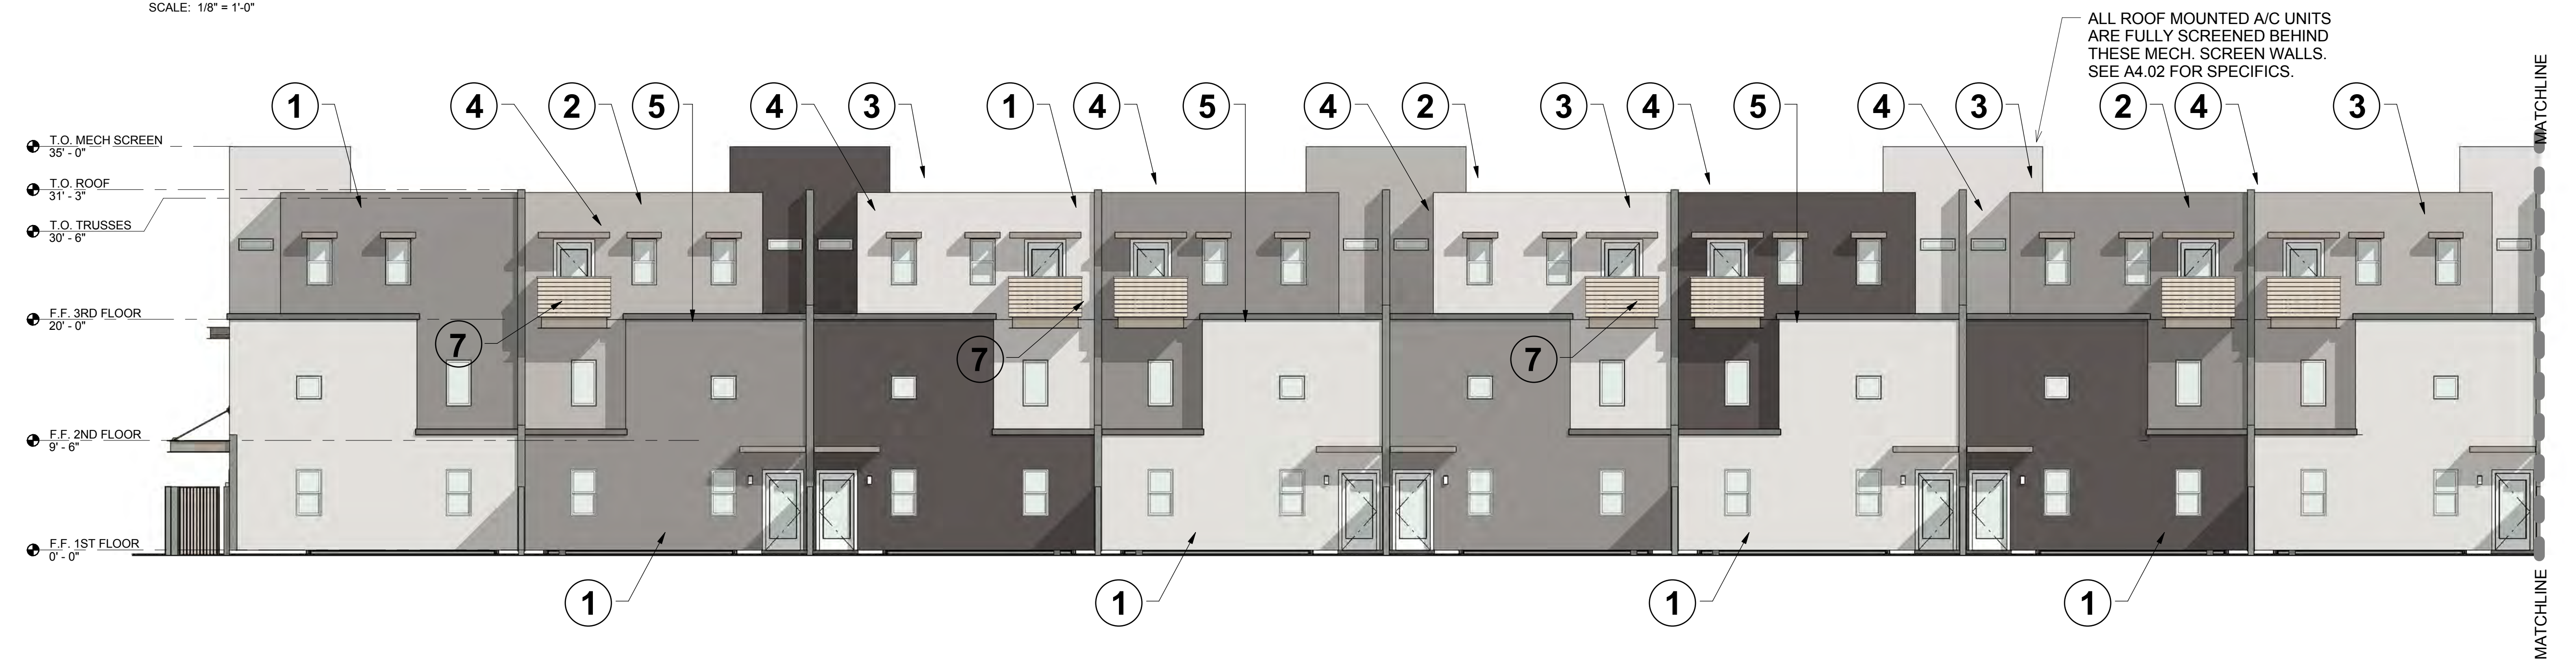 SCALE: 1/8" = 1'-0"
ALL ROOF MOUNTED A/C UNITS
ARE FULLY SCREENED BEHIND
THESE MECH. SCREEN WALLS.
SEE A4.02 FOR SPECIFICS.
MATCHLINE
1 4 2 5 4 3 1 4 5 4 2 3 4 5 4 3 2 4 3
T.O. MECH SCREEN
35' - 0"
T.O. ROOF
31' - 3"
T.O. TRUSSES
30' - 6"
F.F. 3RD FLOOR
20' - 0"
7 7 7
F.F. 2ND FLOOR
9' - 6"
F.F. 1ST FLOOR
0' - 0"
1 1 1 1
MATCHLINE